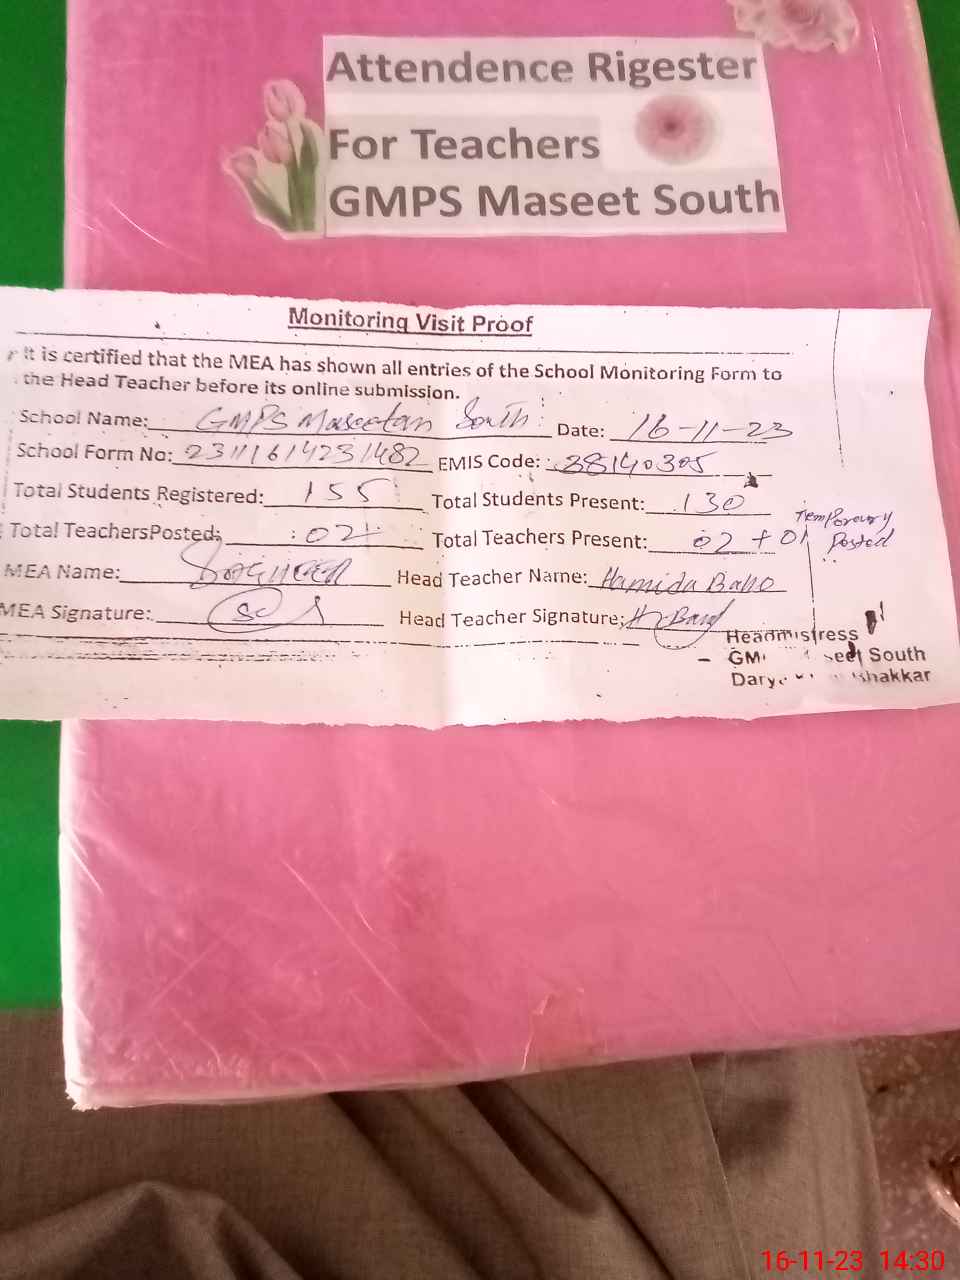 Attendence Rigester
For Teachers
GMPS Maseet South
Monitoring Visit Proof
It is certified that the MEA has shown all entries of the School Monitoring Form to
the Head Teacher before its online submission.
School Name: GMPS Maseetan South Date: 16-11-23
School Form No: EMIS Code: 38140305
Total Students Registered: 155 Total Students Present: 130
Total TeachersPosted: 02 Total Teachers Present: 02 + 01 Temporary Posted
MEA Name: Head Teacher Name: Hamida Bano
MEA Signature: Head Teacher Signature: H.Bano
Headmistress
South
16-11-23 14:30